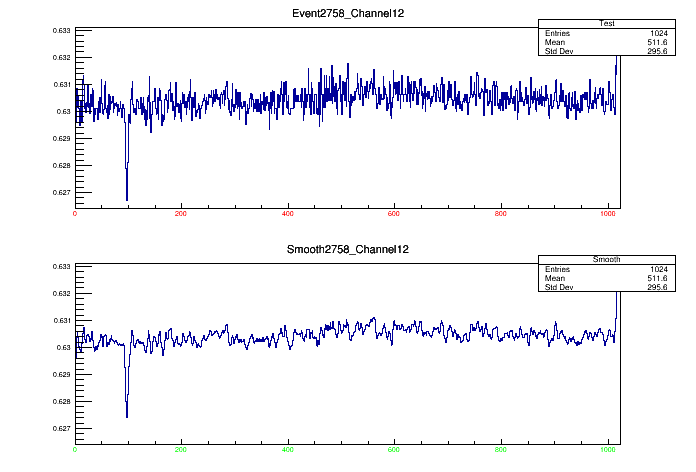 Event2758_Channel12
Test
Entries 1024
Mean 511.6
Std Dev 295.6
0.633
0.632
0.631
0.63
0.629
0.628
0.627
0 200 400 600 800 1000
Smooth2758_Channel12
Smooth
Entries 1024
Mean 511.6
Std Dev 295.6
0.633
0.632
0.631
0.63
0.629
0.628
0.627
0 200 400 600 800 1000